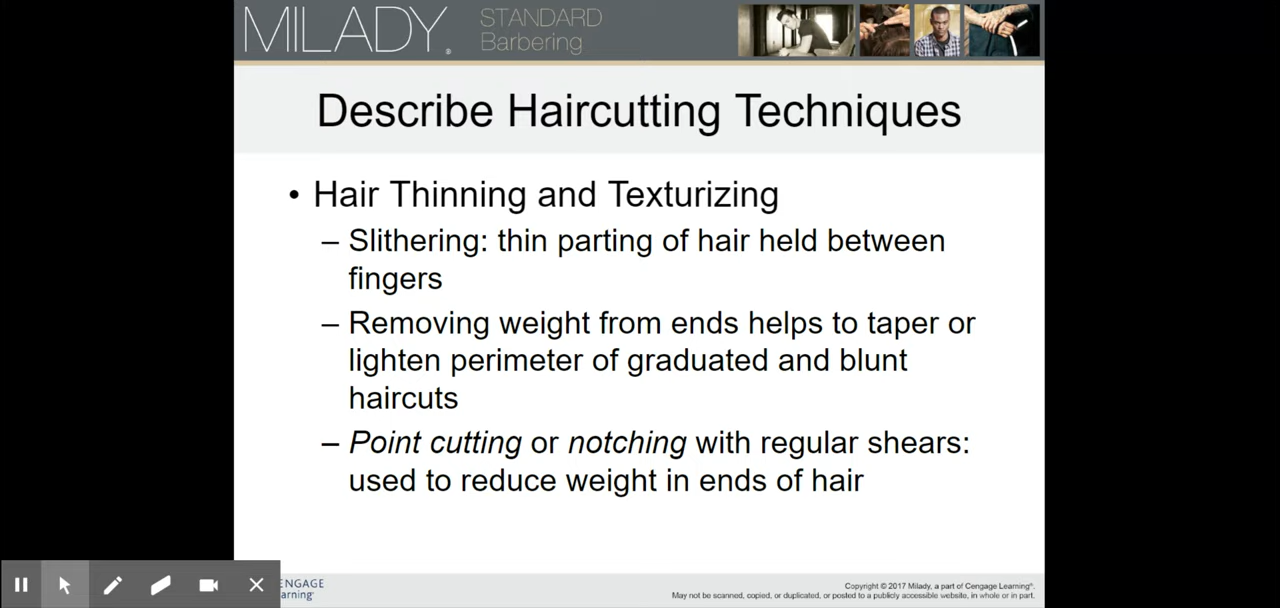 MILADY®
STANDARD
Barbering
Describe Haircutting Techniques
• Hair Thinning and Texturizing
– Slithering: thin parting of hair held between
fingers
– Removing weight from ends helps to taper or
lighten perimeter of graduated and blunt
haircuts
– Point cutting or notching with regular shears:
used to reduce weight in ends of hair
ENGAGE
arning®
Copyright © 2017 Milady, a part of Cengage Learning®.
May not be scanned, copied, or duplicated, or posted to a publicly accessible website, in whole or in part.